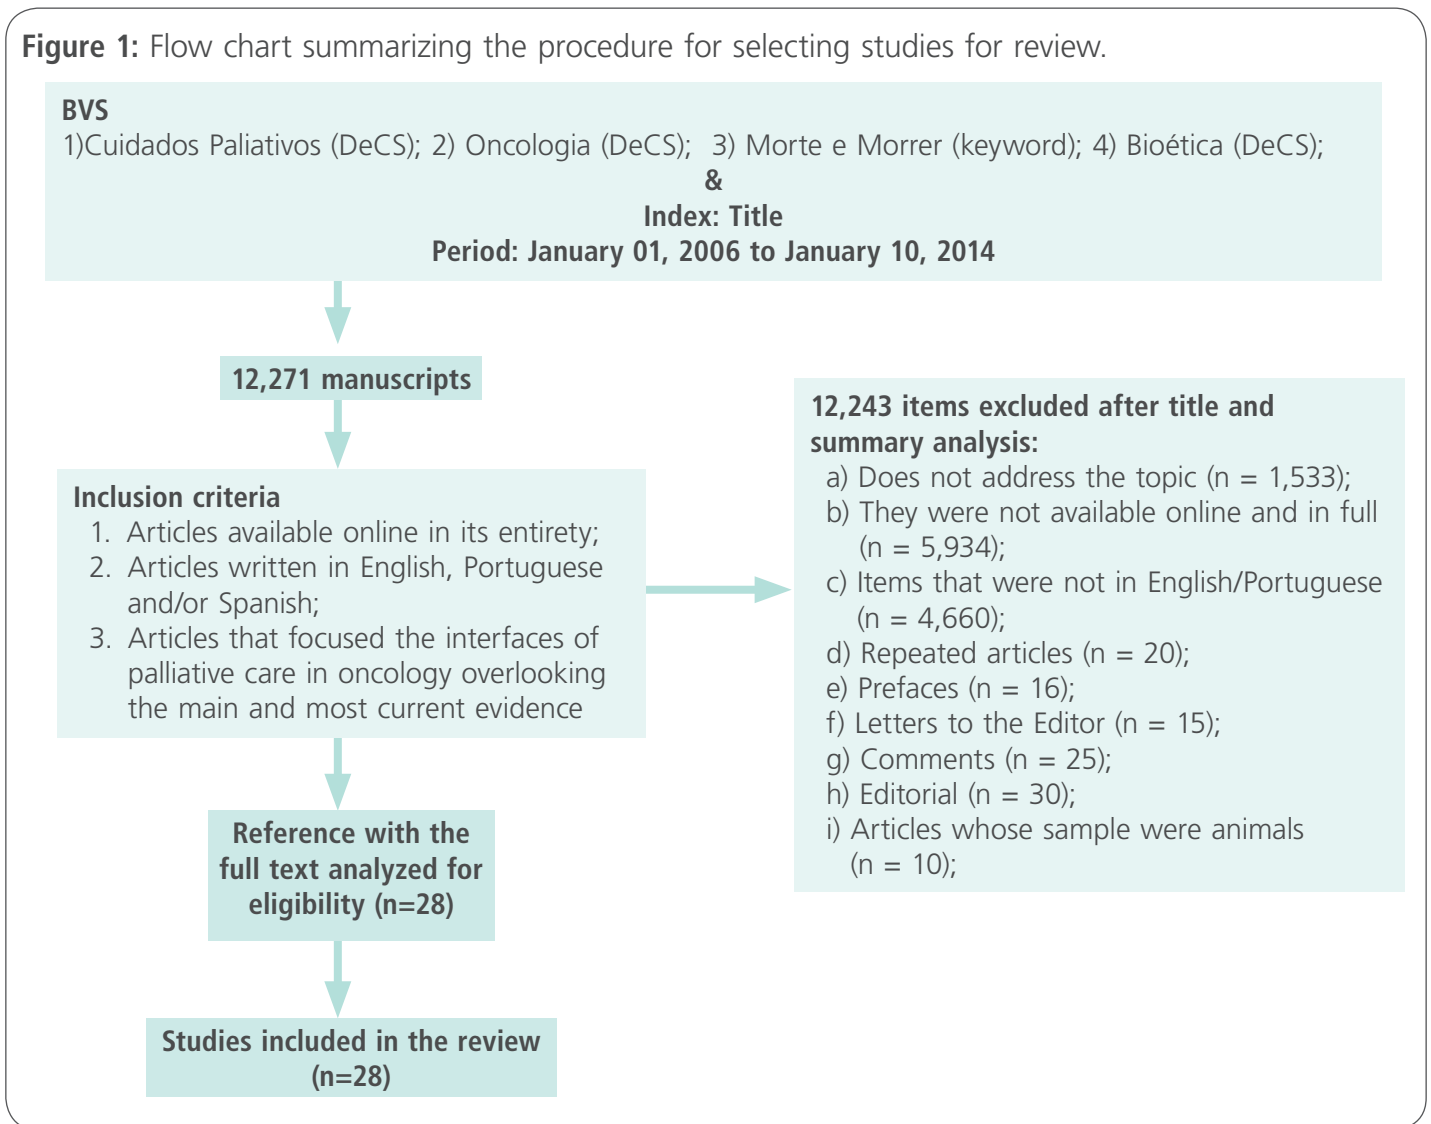 Figure 1: Flow chart summarizing the procedure for selecting studies for review.
BVS
1)Cuidados Paliativos (DeCS); 2) Oncologia (DeCS); 3) Morte e Morrer (keyword); 4) Bioética (DeCS);
&
Index: Title
Period: January 01, 2006 to January 10, 2014
12,271 manuscripts
Inclusion criteria
1. Articles available online in its entirety;
2. Articles written in English, Portuguese
and/or Spanish;
3. Articles that focused the interfaces of
palliative care in oncology overlooking
the main and most current evidence
12,243 items excluded after title and
summary analysis:
a) Does not address the topic (n = 1,533);
b) They were not available online and in full
(n = 5,934);
c) Items that were not in English/Portuguese
(n = 4,660);
d) Repeated articles (n = 20);
e) Prefaces (n = 16);
f) Letters to the Editor (n = 15);
g) Comments (n = 25);
h) Editorial (n = 30);
i) Articles whose sample were animals
(n = 10);
Reference with the
full text analyzed for
eligibility (n=28)
Studies included in the review
(n=28)